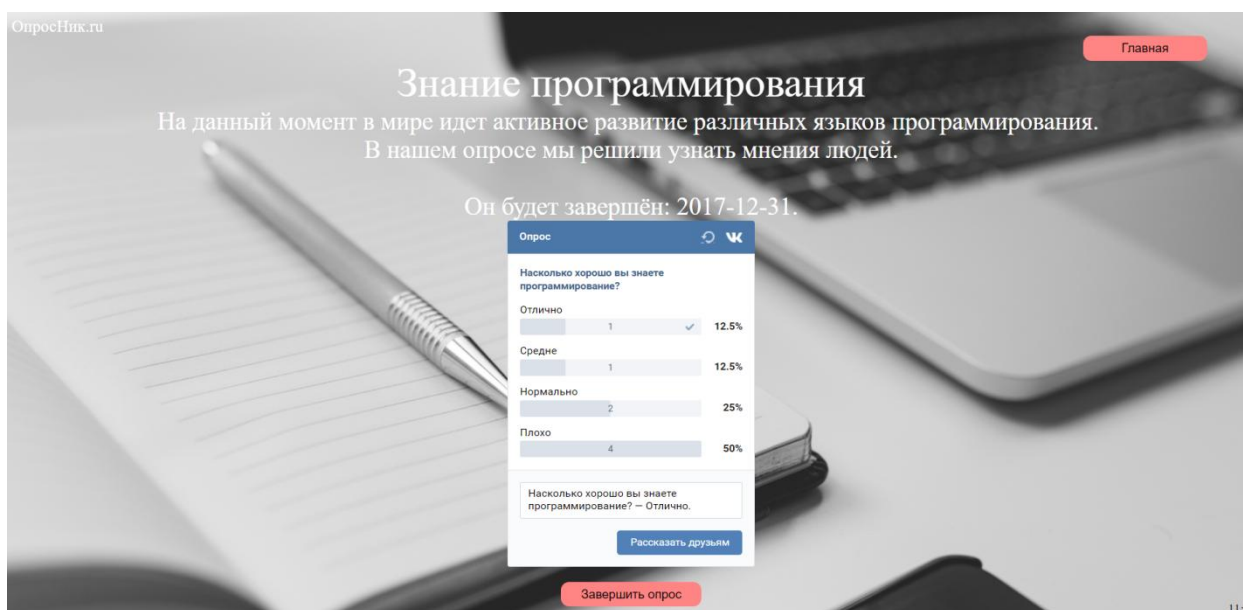 ОпросНик.ru
Главная
Знание программирования
На данный момент в мире идет активное развитие различных языков программирования.
В нашем опросе мы решили узнать мнения людей.
Он будет завершён: 2017-12-31.
Опрос
Насколько хорошо вы знаете
программирование?
Отлично
1 12.5%
Средне
1 12.5%
Нормально
2 25%
Плохо
4 50%
Насколько хорошо вы знаете
программирование? — Отлично.
Рассказать друзьям
Завершить опрос